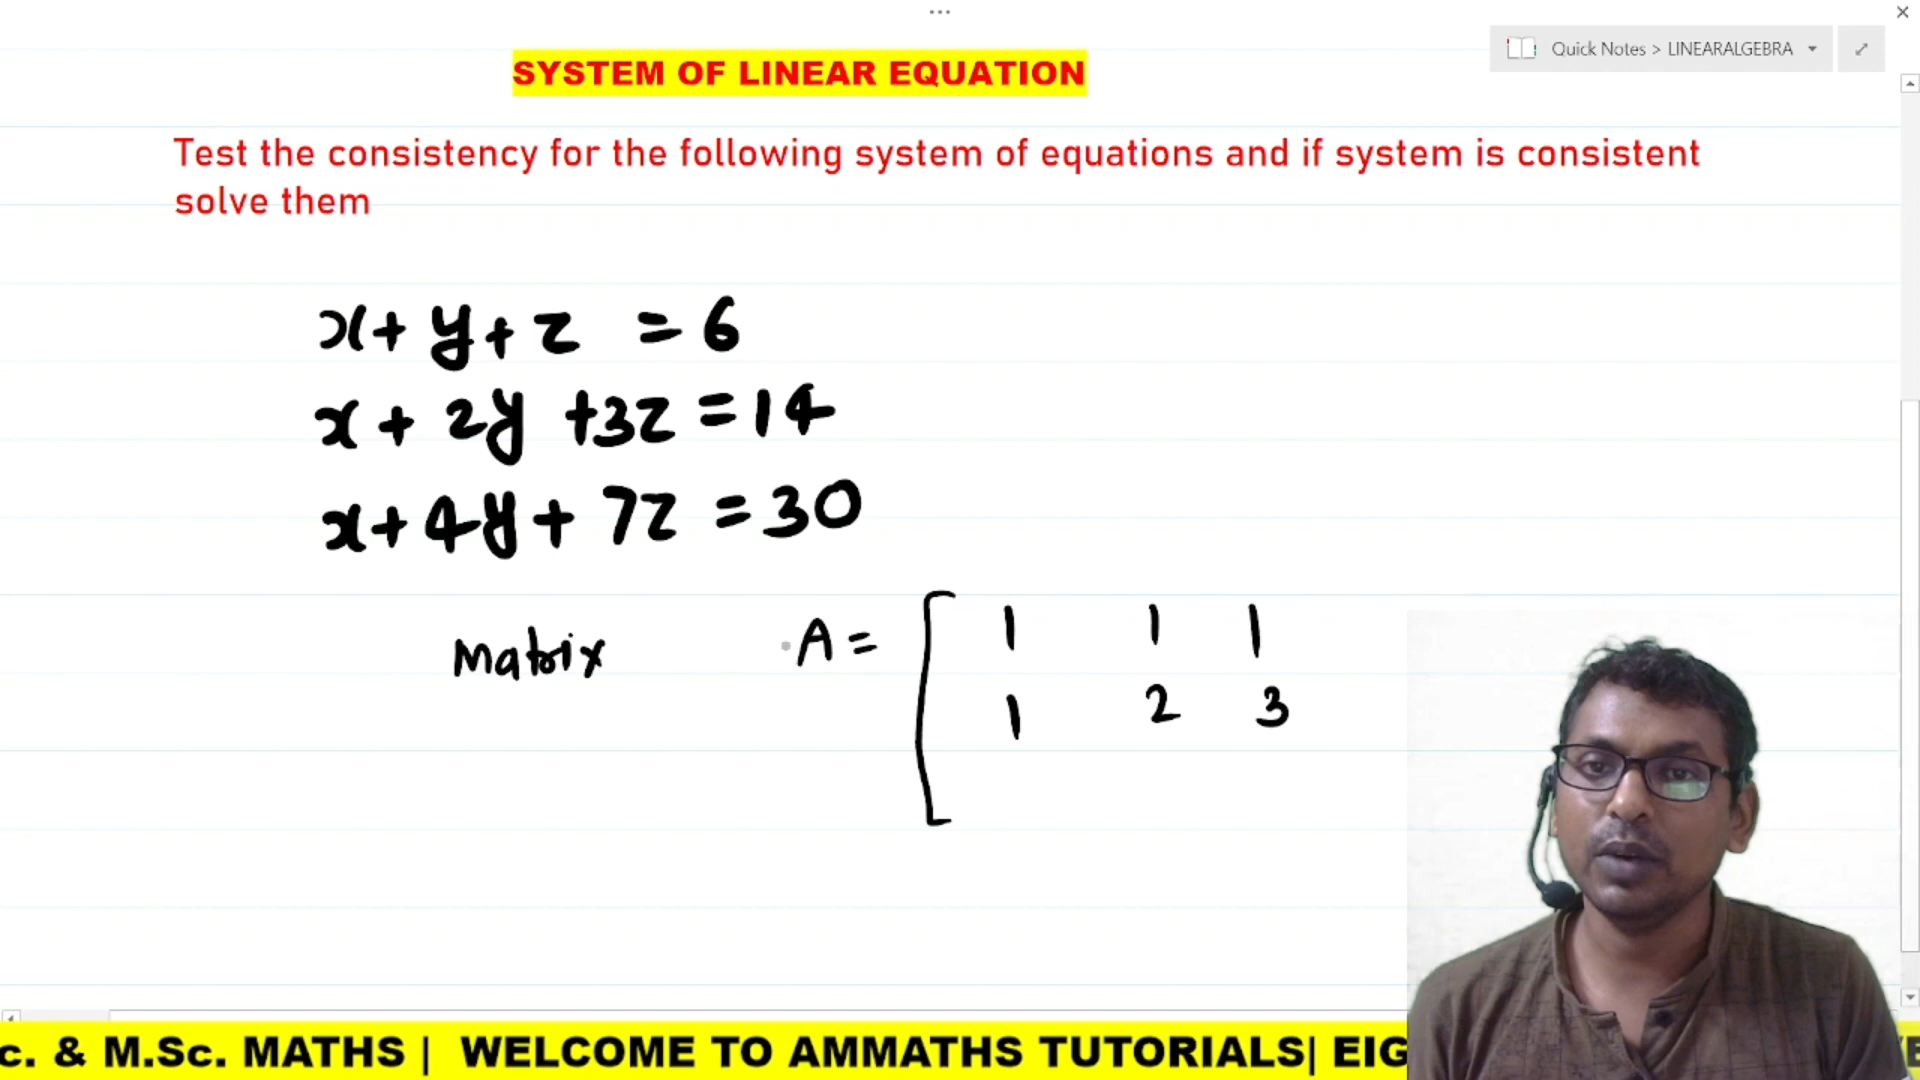 Quick Notes > LINEARALGEBRA
SYSTEM OF LINEAR EQUATION
Test the consistency for the following system of equations and if system is consistent
solve them
x + y + z = 6
x + 2y + 3z = 14
x + 4y + 7z = 30
Matrix A = [ 1 1 1
1 2 3
c. & M.Sc. MATHS | WELCOME TO AMMATHS TUTORIALS| EIG